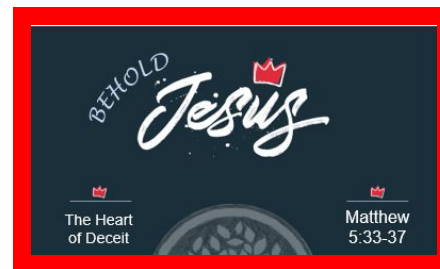 BEHOLD
Jesus
The Heart
of Deceit
Matthew
5:33-37